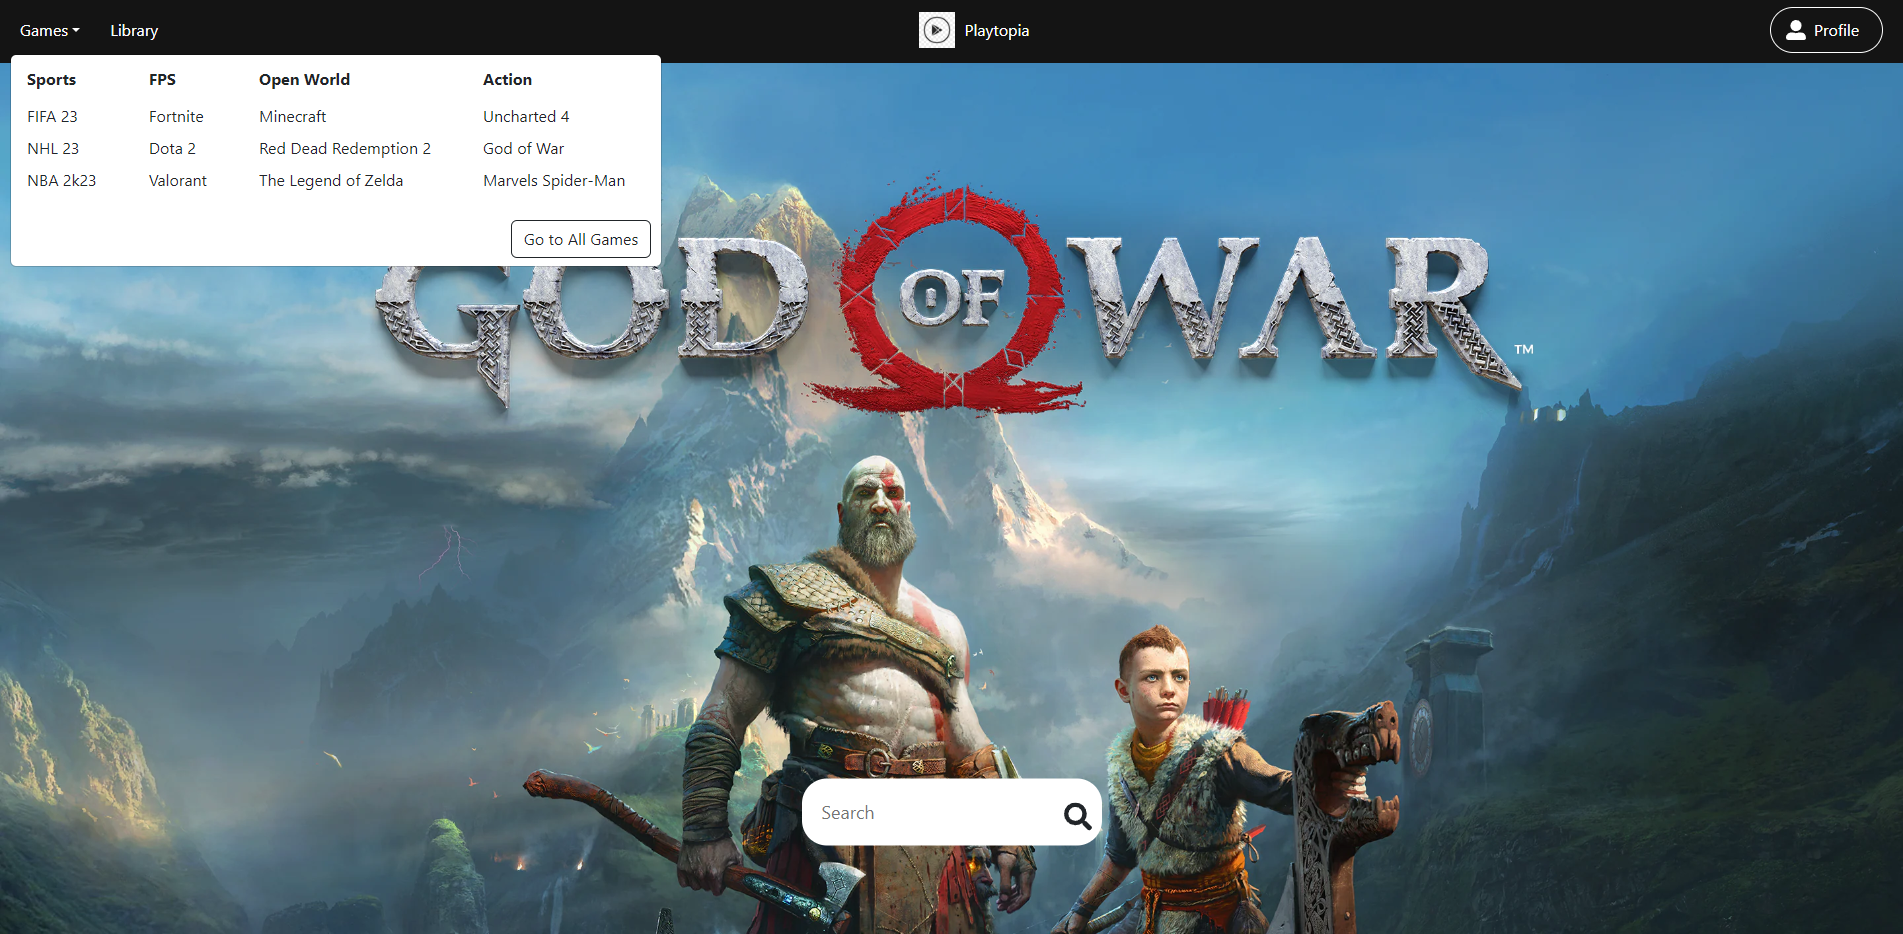 Games Library Playtopia Profile
Sports FPS Open World Action
FIFA 23 Fortnite Minecraft Uncharted 4
NHL 23 Dota 2 Red Dead Redemption 2 God of War
NBA 2k23 Valorant The Legend of Zelda Marvels Spider-Man
Go to All Games
GOD OF WAR TM
Search